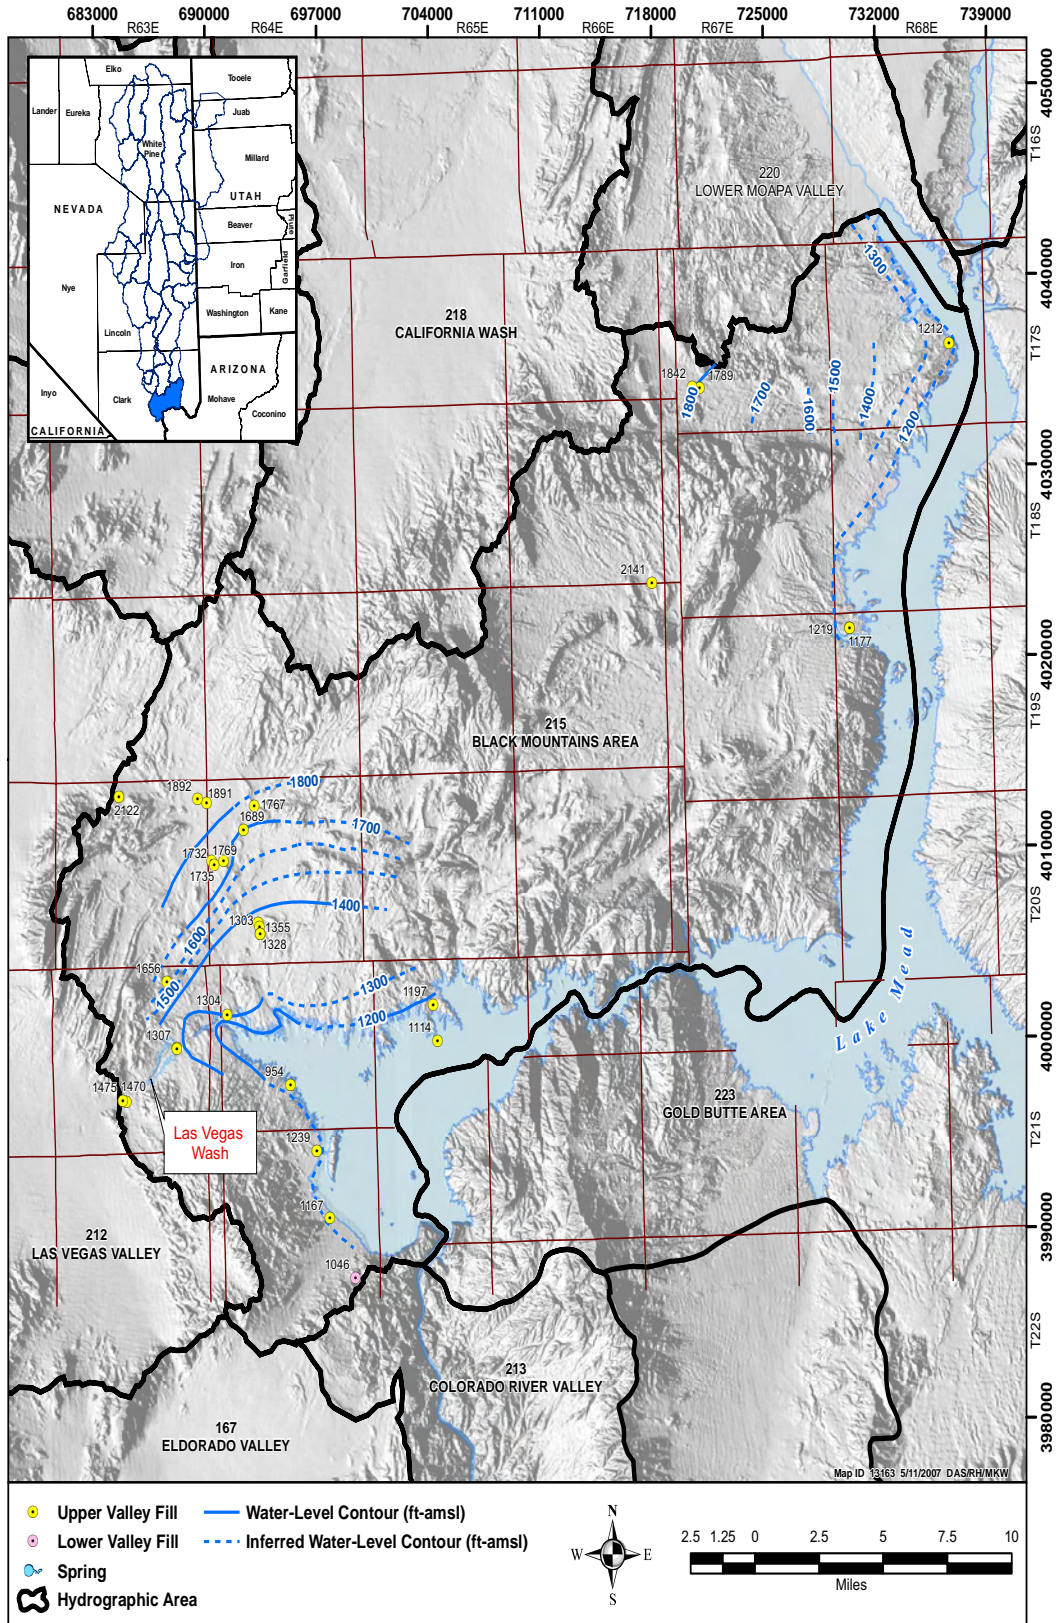 683000 690000 697000 704000 711000 718000 725000 732000 739000
R63E R64E R65E R66E R67E R68E
4050000
T16S
4040000
T17S
4030000
T18S
4020000
T19S
4010000
T20S
4000000
T21S
3990000
T22S
3980000
Elko
Tooele
Lander
Eureka
Juab
White
Pine
Millard
UTAH
NEVADA
Beaver
Piute
Iron
Garfield
Nye
Washington
Kane
Lincoln
ARIZONA
Inyo
Clark
Mohave
Coconino
CALIFORNIA
220
LOWER MOAPA VALLEY
218
CALIFORNIA WASH
1300
1212
1842
1789
1800
1700
1600
1500
1400
1200
2141
1219
1177
215
BLACK MOUNTAINS AREA
1892
1891
1800
1767
2122
1689
1700
1732
1769
1735
1303
1355
1328
1400
1600
1656
1500
1304
1300
1197
1200
1307
1114
Lake Mead
954
1475
1470
223
GOLD BUTTE AREA
Las Vegas
Wash
1239
1167
212
LAS VEGAS VALLEY
1046
213
COLORADO RIVER VALLEY
167
ELDORADO VALLEY
Map ID 13163 5/11/2007 DAS/RH/MKW
Upper Valley Fill
Lower Valley Fill
Spring
Hydrographic Area
Water-Level Contour (ft-amsl)
Inferred Water-Level Contour (ft-amsl)
N
W E
S
2.5 1.25 0 2.5 5 7.5 10
Miles